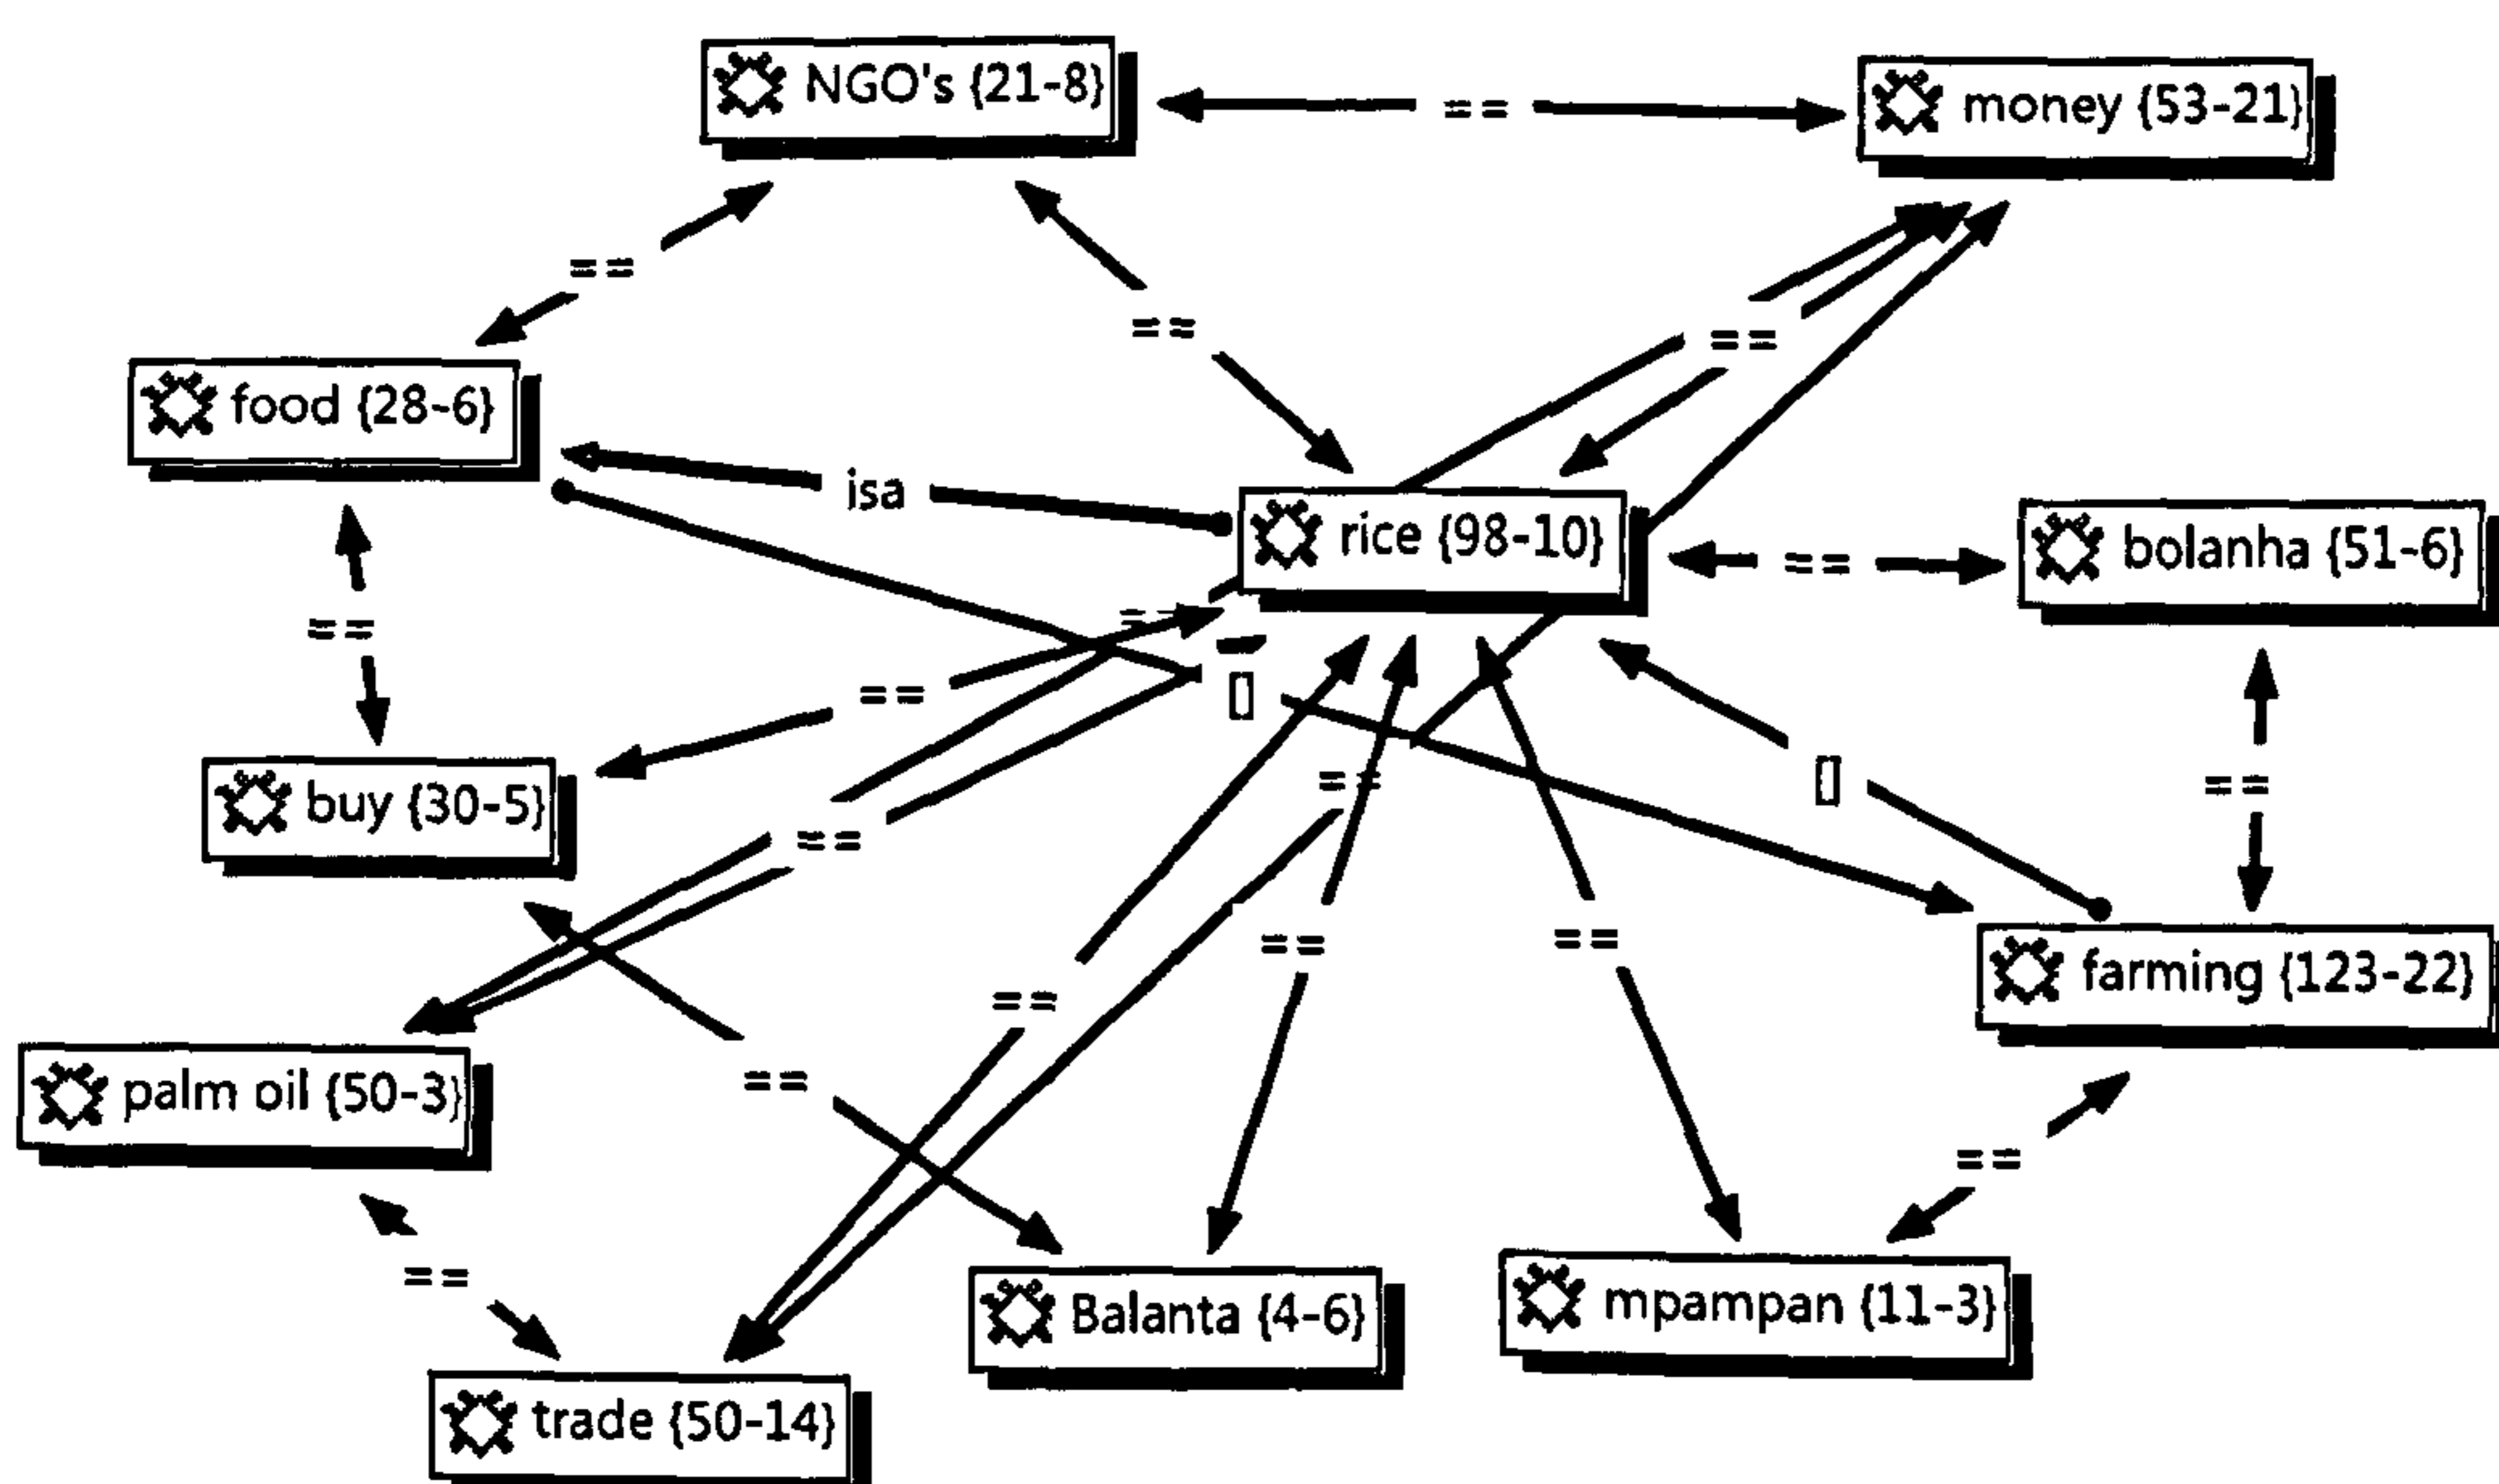 NGO's {21-8}
==
money {53-21}
==
==
==
food {28-6}
isa
rice {98-10}
bolanha {51-6}
==
==
==
==
[]
buy {30-5}
==
==
[]
==
==
farming {123-22}
==
==
==
palm oil {50-3}
==
==
==
Balanta {4-6}
mpampan {11-3}
trade {50-14}